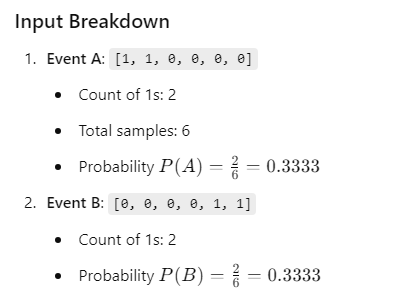 Input Breakdown
1. Event A: [1, 1, 0, 0, 0, 0]
• Count of 1s: 2
• Total samples: 6
• Probability P(A) = 2/6 = 0.3333
2. Event B: [0, 0, 0, 0, 1, 1]
• Count of 1s: 2
• Probability P(B) = 2/6 = 0.3333